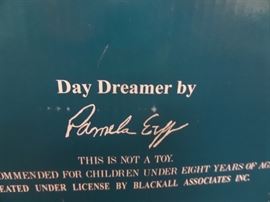 Day Dreamer by
Pamela Erff
THIS IS NOT A TOY.
OMMENDED FOR CHILDREN UNDER EIGHT YEARS OF AG
EATED UNDER LICENSE BY BLACKALL ASSOCIATES INC.